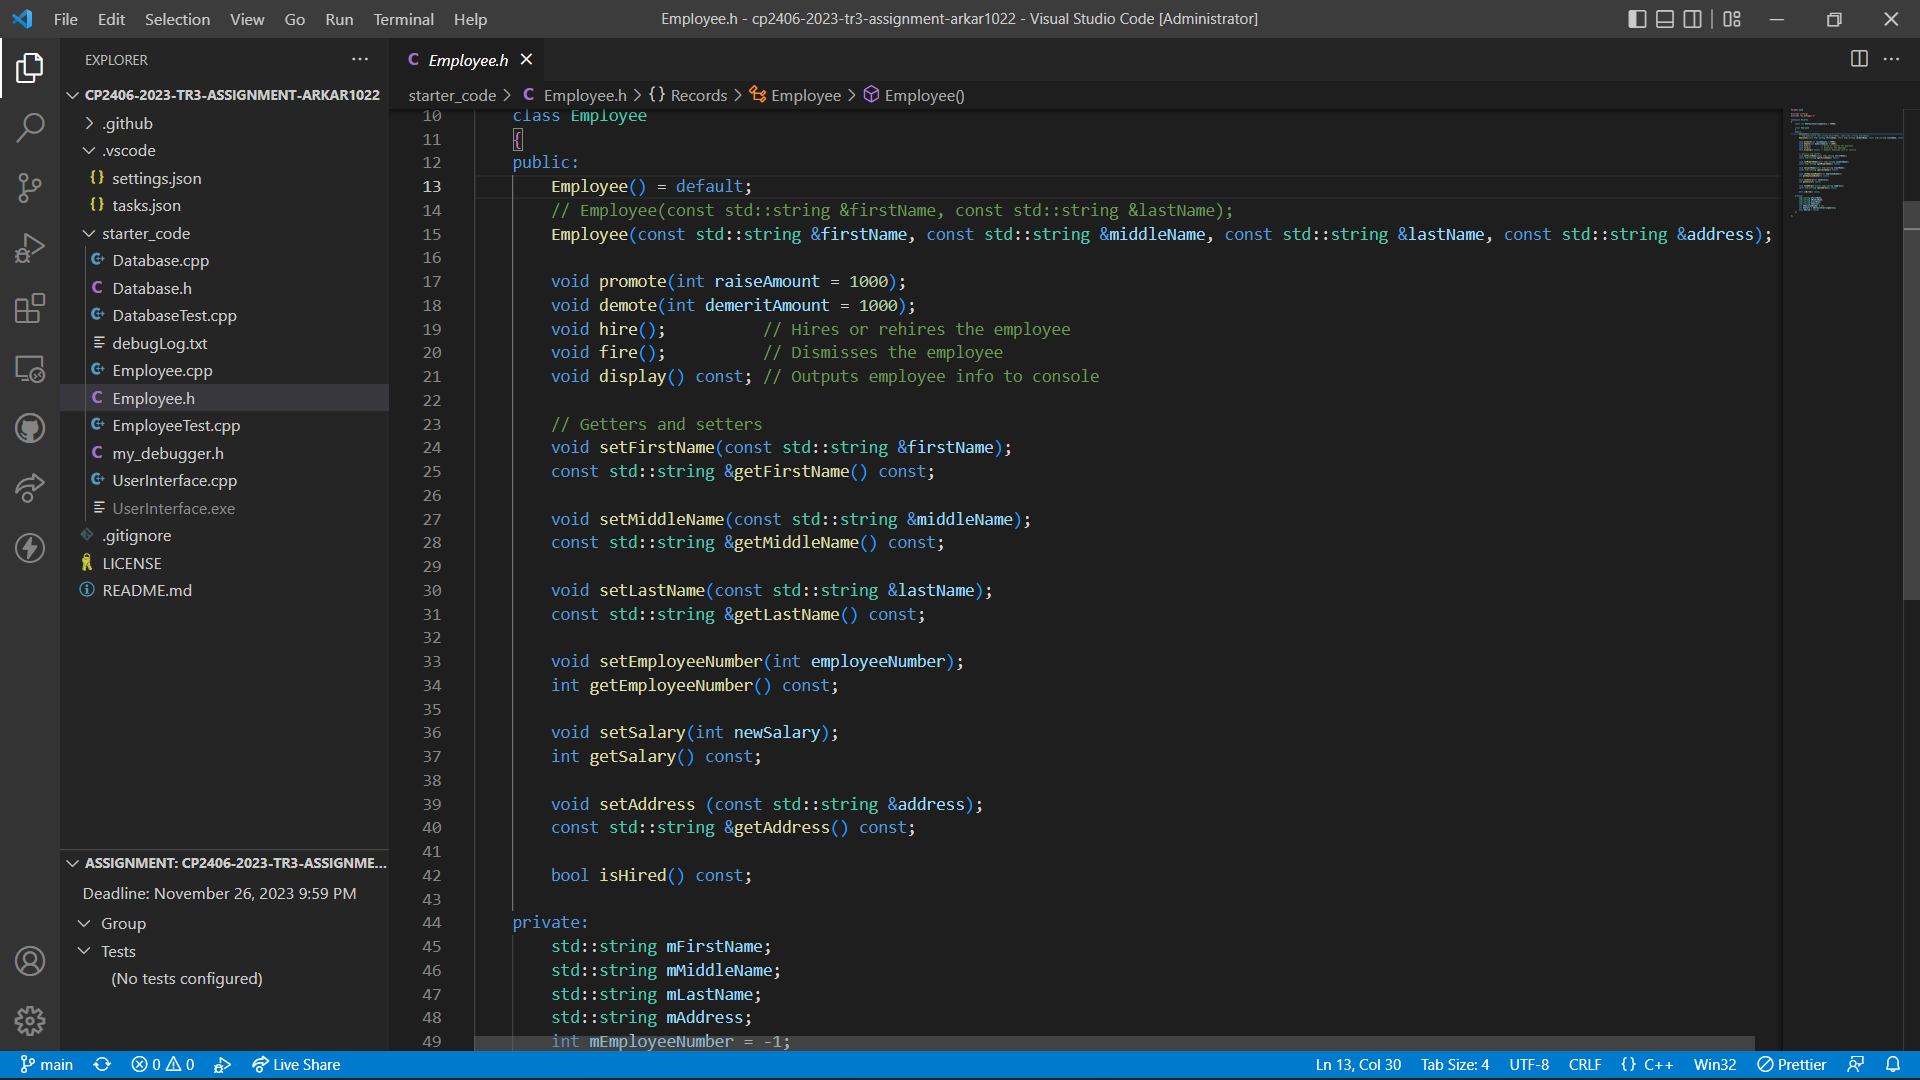 File Edit Selection View Go Run Terminal Help
Employee.h - cp2406-2023-tr3-assignment-arkar1022 - Visual Studio Code [Administrator]
EXPLORER
CP2406-2023-TR3-ASSIGNMENT-ARKAR1022
.github
.vscode
{} settings.json
{} tasks.json
starter_code
Database.cpp
C Database.h
DatabaseTest.cpp
debugLog.txt
Employee.cpp
C Employee.h
EmployeeTest.cpp
C my_debugger.h
UserInterface.cpp
UserInterface.exe
.gitignore
LICENSE
README.md
ASSIGNMENT: CP2406-2023-TR3-ASSIGNME...
Deadline: November 26, 2023 9:59 PM
Group
Tests
(No tests configured)
C Employee.h
starter_code > C Employee.h > {} Records > Employee > Employee()
10 class Employee
11 {
12 public:
13 Employee() = default;
14 // Employee(const std::string &firstName, const std::string &lastName);
15 Employee(const std::string &firstName, const std::string &middleName, const std::string &lastName, const std::string &address);
16
17 void promote(int raiseAmount = 1000);
18 void demote(int demeritAmount = 1000);
19 void hire(); // Hires or rehires the employee
20 void fire(); // Dismisses the employee
21 void display() const; // Outputs employee info to console
22
23 // Getters and setters
24 void setFirstName(const std::string &firstName);
25 const std::string &getFirstName() const;
26
27 void setMiddleName(const std::string &middleName);
28 const std::string &getMiddleName() const;
29
30 void setLastName(const std::string &lastName);
31 const std::string &getLastName() const;
32
33 void setEmployeeNumber(int employeeNumber);
34 int getEmployeeNumber() const;
35
36 void setSalary(int newSalary);
37 int getSalary() const;
38
39 void setAddress (const std::string &address);
40 const std::string &getAddress() const;
41
42 bool isHired() const;
43
44 private:
45 std::string mFirstName;
46 std::string mMiddleName;
47 std::string mLastName;
48 std::string mAddress;
49 int mEmployeeNumber = -1;
main 0 0 Live Share Ln 13, Col 30 Tab Size: 4 UTF-8 CRLF {} C++ Win32 Prettier